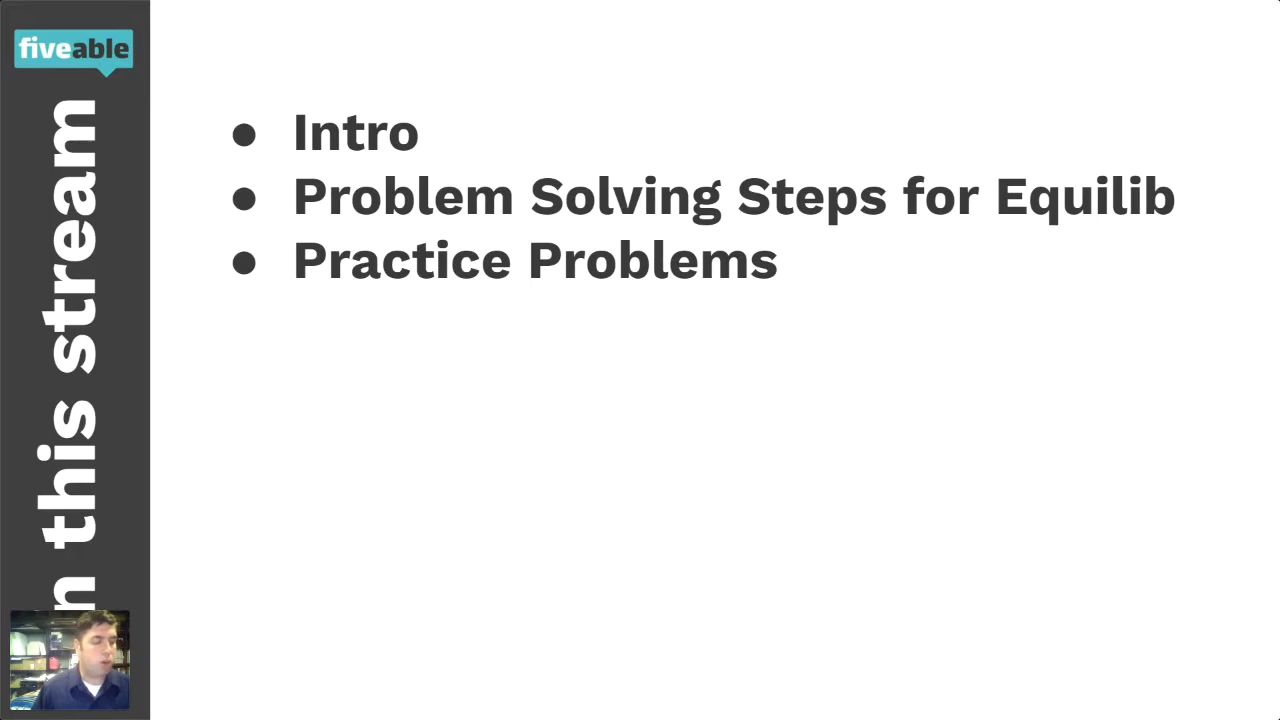 fiveable
n this stream
● Intro
● Problem Solving Steps for Equilib
● Practice Problems